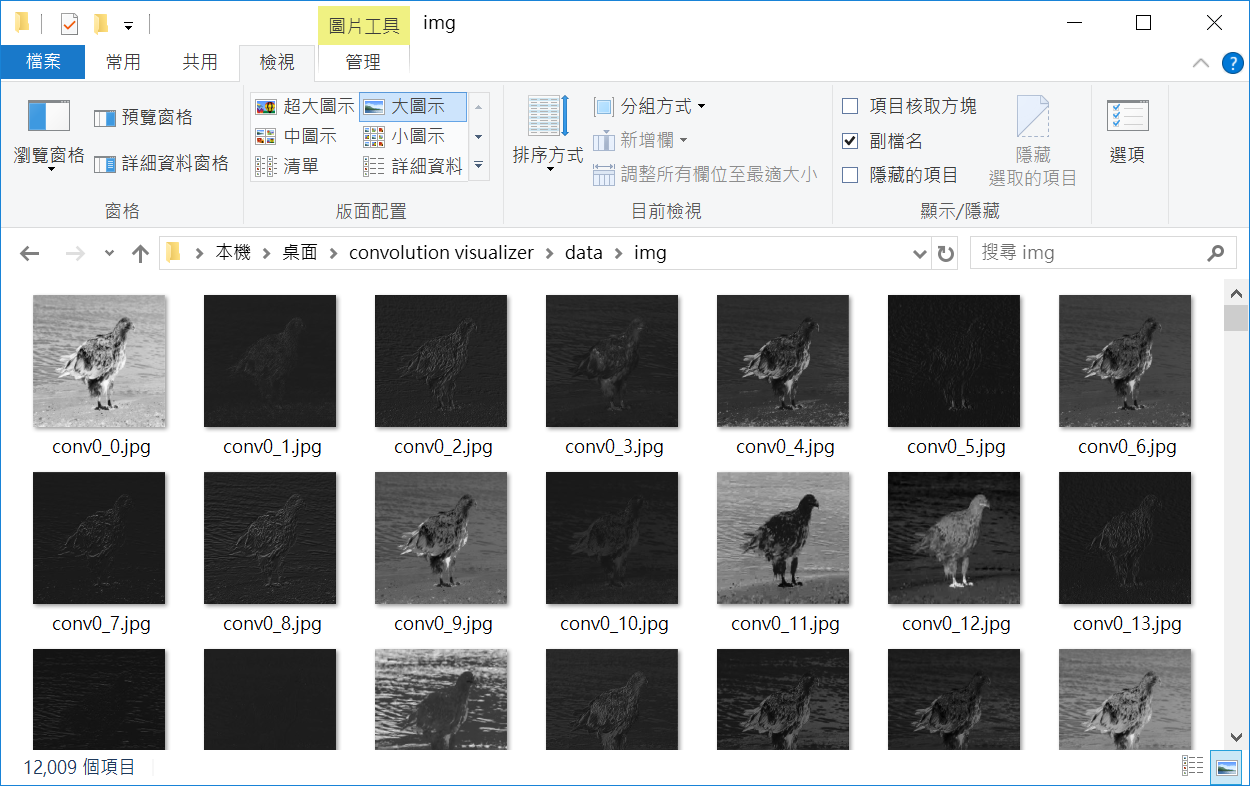 圖片工具 img
檔案 常用 共用 檢視 管理
?
瀏覽窗格
預覽窗格
詳細資料窗格
窗格
超大圖示 大圖示
中圖示 小圖示
清單 詳細資料
版面配置
排序方式
分組方式
新增欄
調整所有欄位至最適大小
目前檢視
項目核取方塊
副檔名
隱藏的項目
隱藏
選取的項目
顯示/隱藏
選項
本機 桌面 convolution visualizer data img
搜尋 img
conv0_0.jpg conv0_1.jpg conv0_2.jpg conv0_3.jpg conv0_4.jpg conv0_5.jpg conv0_6.jpg
conv0_7.jpg conv0_8.jpg conv0_9.jpg conv0_10.jpg conv0_11.jpg conv0_12.jpg conv0_13.jpg
12,009 個項目